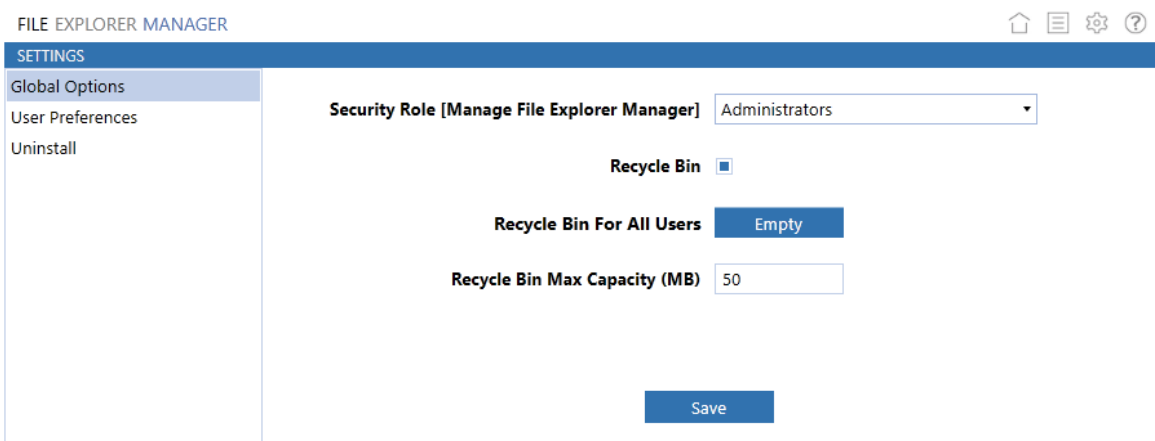 FILE EXPLORER MANAGER
?
SETTINGS
Global Options
User Preferences
Uninstall
Security Role [Manage File Explorer Manager] Administrators
Recycle Bin
Recycle Bin For All Users Empty
Recycle Bin Max Capacity (MB) 50
Save